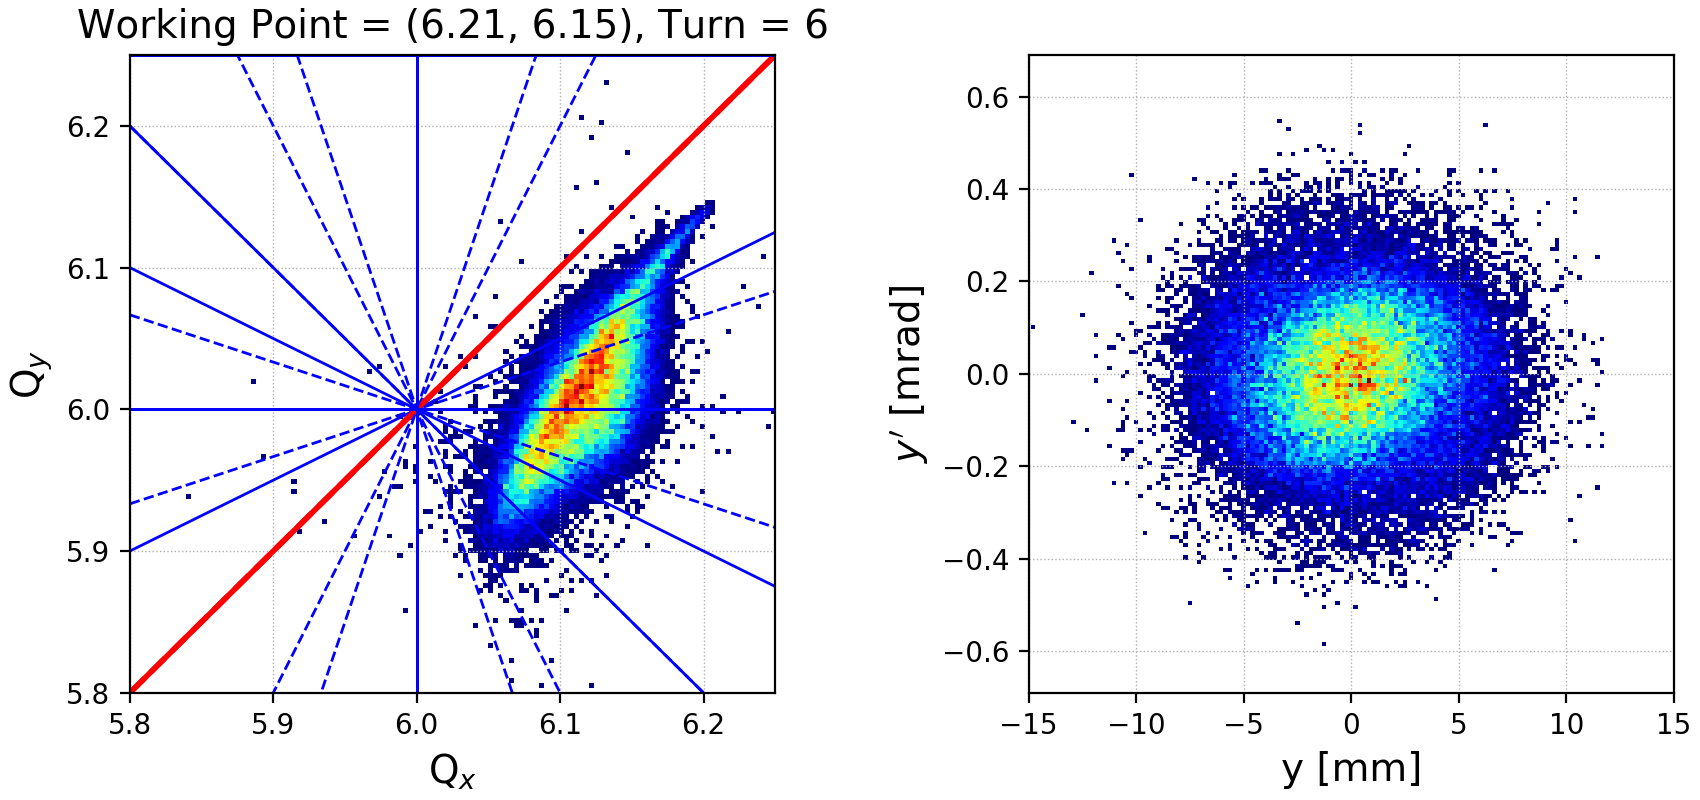 Working Point = (6.21, 6.15), Turn = 6
6.2
6.1
6.0
5.9
5.8
Q_y
5.8 5.9 6.0 6.1 6.2
Q_x
0.6
0.4
0.2
0.0
−0.2
−0.4
−0.6
y′ [mrad]
−15 −10 −5 0 5 10 15
y [mm]